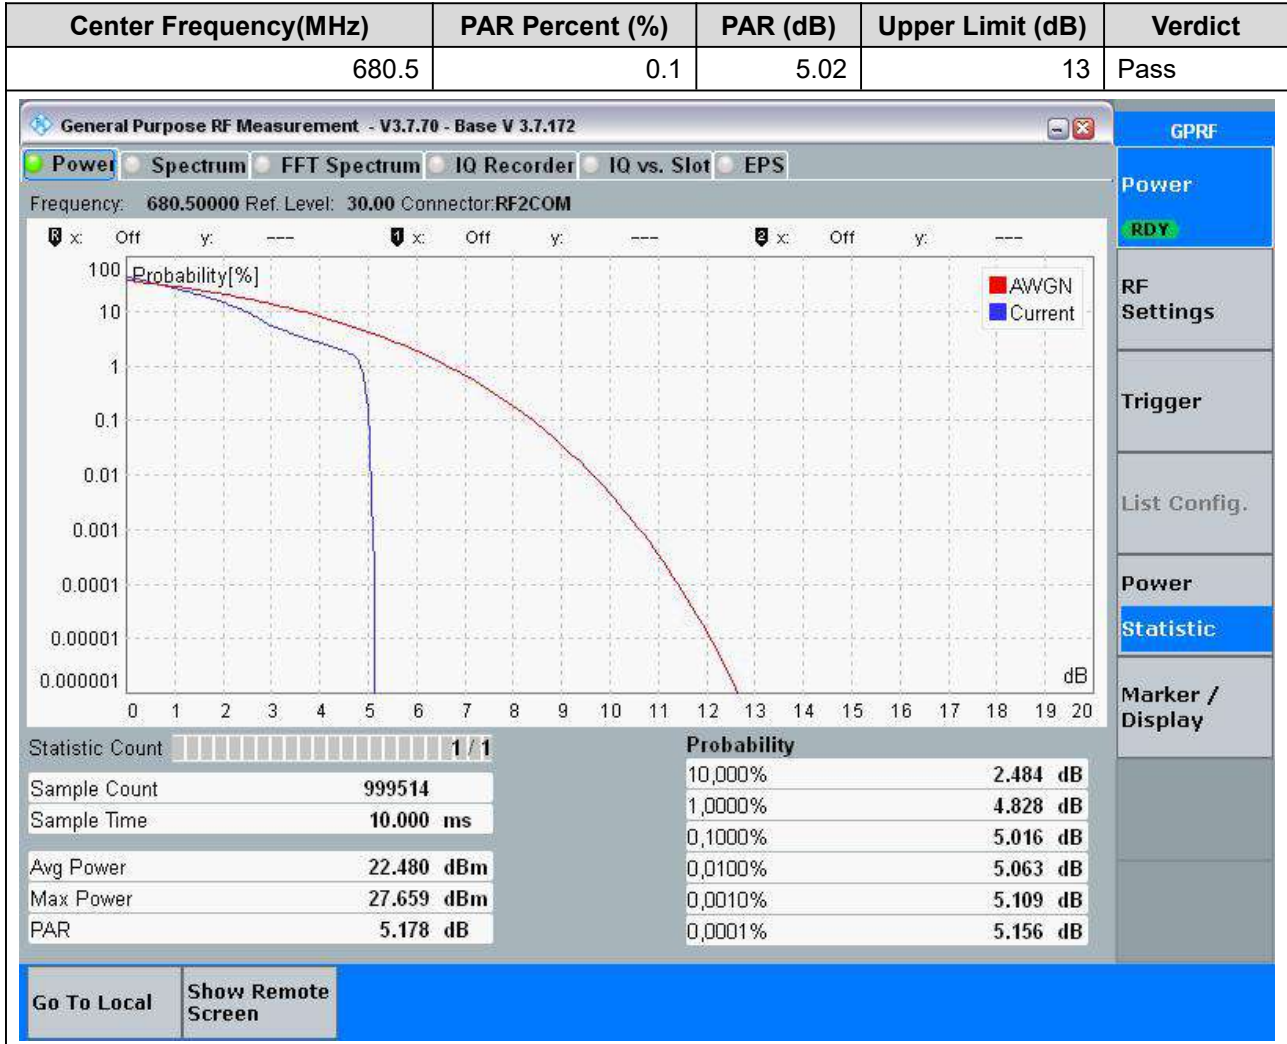 Center Frequency(MHz) PAR Percent (%) PAR (dB) Upper Limit (dB) Verdict
680.5 0.1 5.02 13 Pass
General Purpose RF Measurement - V3.7.70 - Base V 3.7.172
GPRF
Power Spectrum FFT Spectrum IQ Recorder IQ vs. Slot EPS
Power
RDY
Frequency: 680.50000 Ref. Level: 30.00 Connector:RF2COM
R x: Off y: --- 1 x: Off y: --- 2 x: Off y: ---
Probability[%]
AWGN
Current
100
10
1
0.1
0.01
0.001
0.0001
0.00001
0.000001
dB
0 1 2 3 4 5 6 7 8 9 10 11 12 13 14 15 16 17 18 19 20
RF
Settings
Trigger
List Config.
Power
Statistic
Marker /
Display
Statistic Count 1 / 1
Sample Count 999514
Sample Time 10.000 ms
Avg Power 22.480 dBm
Max Power 27.659 dBm
PAR 5.178 dB
Probability
10,000% 2.484 dB
1,0000% 4.828 dB
0,1000% 5.016 dB
0,0100% 5.063 dB
0,0010% 5.109 dB
0,0001% 5.156 dB
Go To Local
Show Remote
Screen